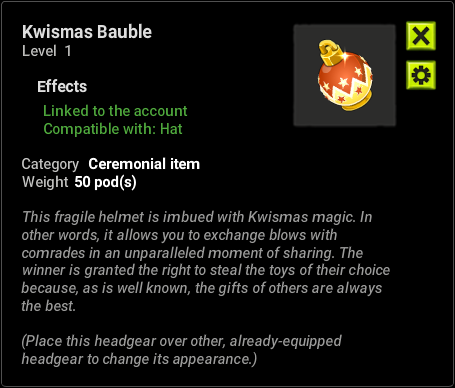 Kwismas Bauble
Level 1
Effects
Linked to the account
Compatible with: Hat
Category Ceremonial item
Weight 50 pod(s)
This fragile helmet is imbued with Kwismas magic. In
other words, it allows you to exchange blows with
comrades in an unparalleled moment of sharing. The
winner is granted the right to steal the toys of their choice
because, as is well known, the gifts of others are always
the best.
(Place this headgear over other, already-equipped
headgear to change its appearance.)